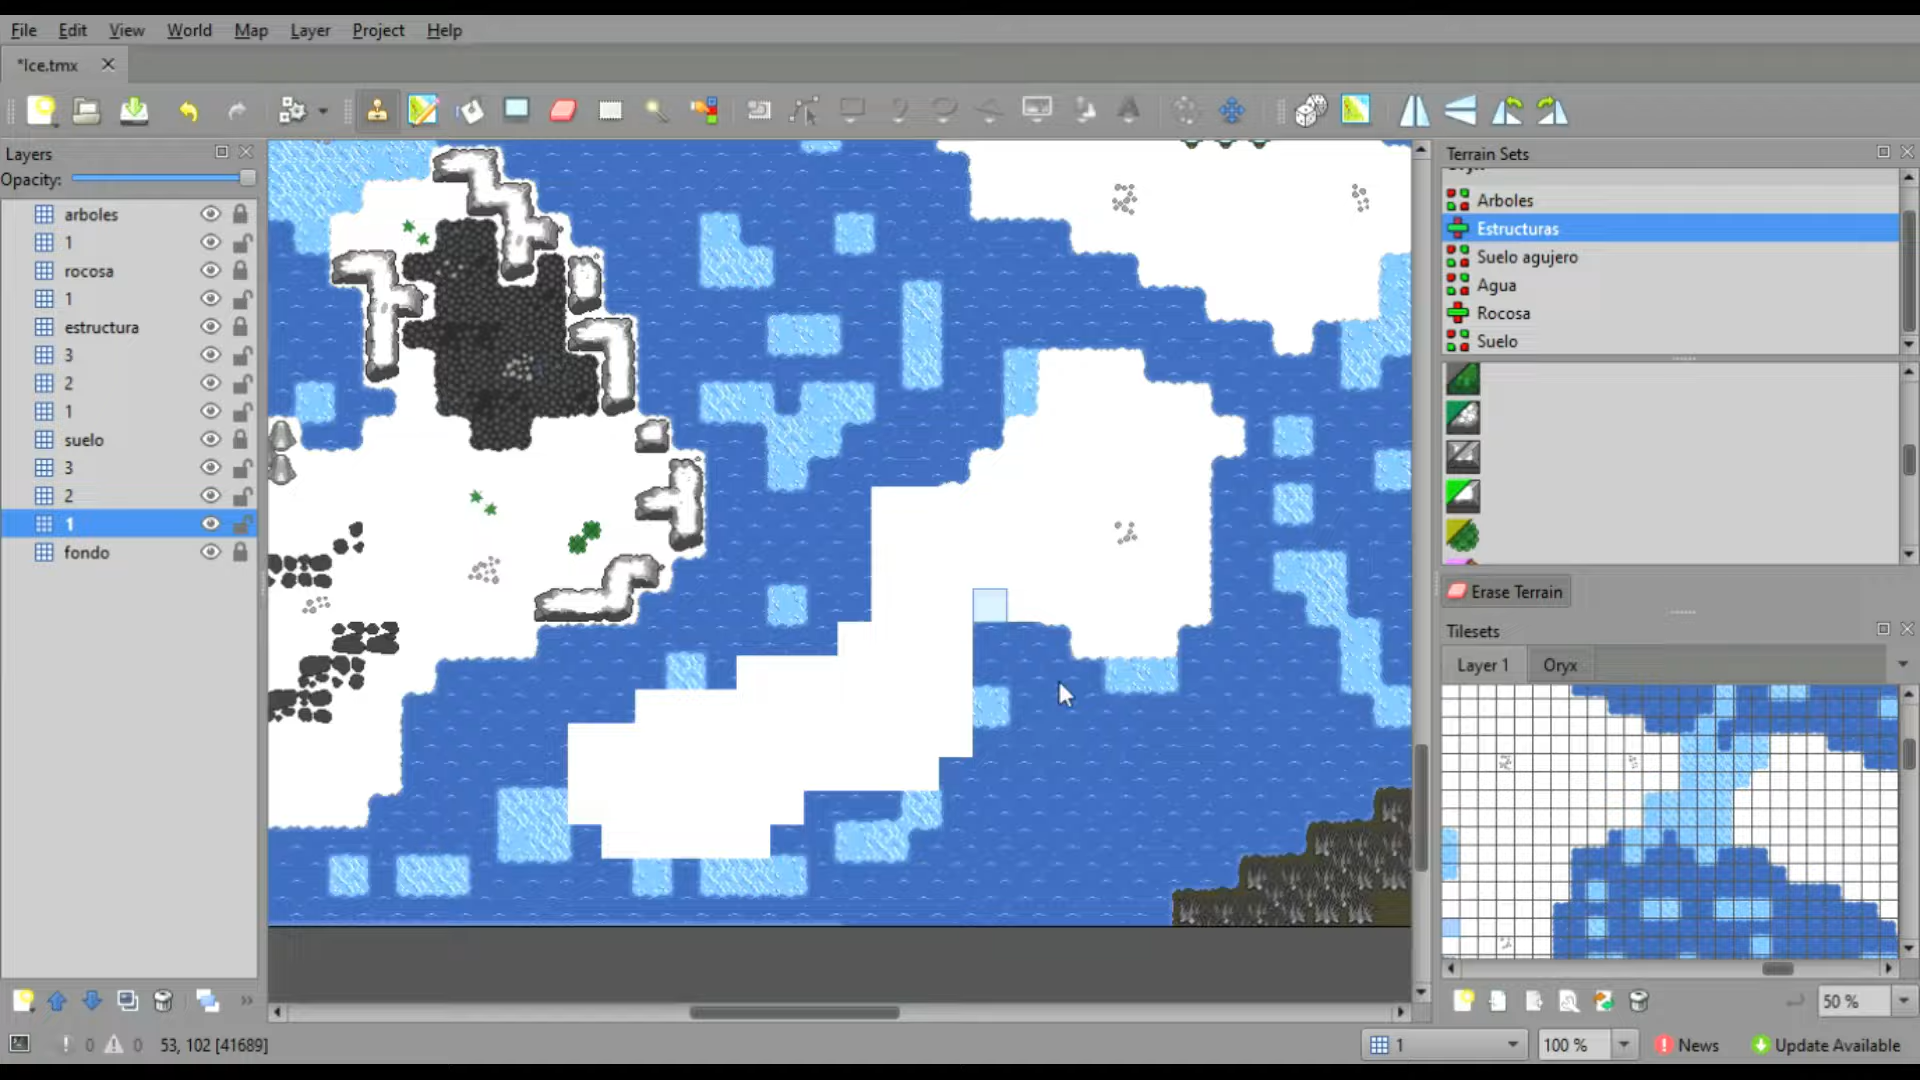 File Edit View World Map Layer Project Help
*Ice.tmx
Layers
Opacity:
arboles
1
rocosa
1
estructura
3
2
1
suelo
3
2
1
fondo
0 0 53, 102 [41689]
Terrain Sets
Arboles
Estructuras
Suelo agujero
Agua
Rocosa
Suelo
Erase Terrain
Tilesets
Layer 1 Oryx
50 %
1 100 % News Update Available